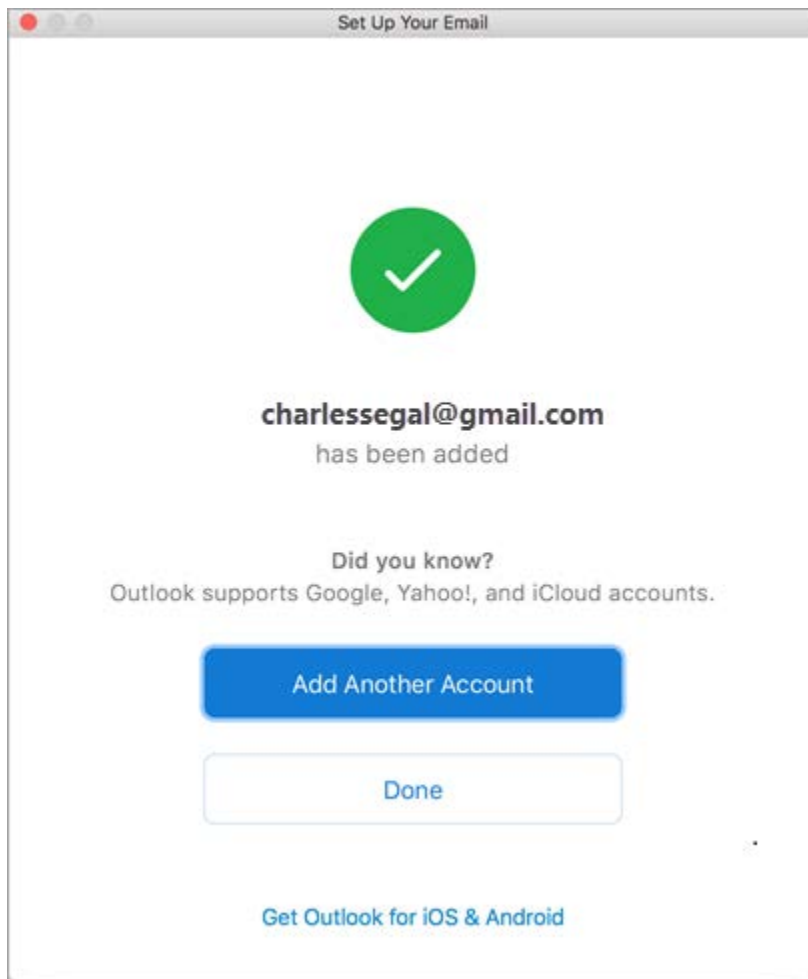 Set Up Your Email
charlessegal@gmail.com
has been added
Did you know?
Outlook supports Google, Yahoo!, and iCloud accounts.
Add Another Account
Done
Get Outlook for iOS & Android